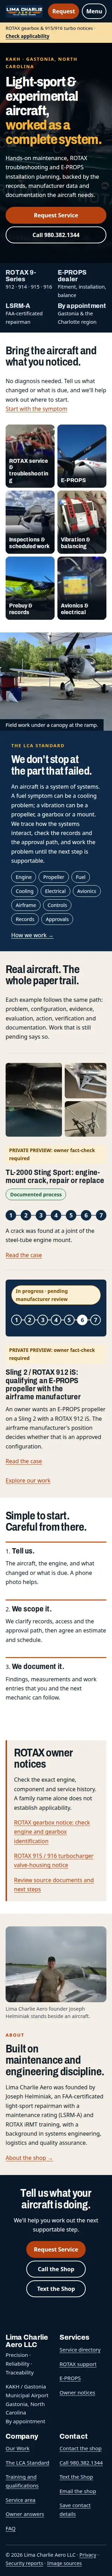 LIMA CHARLIE
Request
Menu
ROTAX gearbox & 915/916 turbo notices ·
Check applicability
KAKH · GASTONIA, NORTH
CAROLINA
Light-sport &
experimental
aircraft,
worked as a
complete system.
Hands-on maintenance, ROTAX
troubleshooting and E-PROPS
installation planning, backed by
the records, manufacturer data and
documentation the aircraft needs.
Request Service
Call 980.382.1344
ROTAX 9-
Series
912 · 914 · 915 · 916
E-PROPS
dealer
Fitment, installation,
balance
LSRM-A
FAA-certificated
repairman
By appointment
Gastonia & the
Charlotte region
Bring the aircraft and
what you noticed.
No diagnosis needed. Tell us what
changed or what is due, and we'll help
you work out where to start.
Start with the symptom
ROTAX service
&
troubleshootin
g
E-PROPS
Inspections &
scheduled work
Vibration &
balancing
Prebuy &
records
Avionics &
electrical
Field work under a canopy at the ramp.
THE LCA STANDARD
We don't stop at
the part that failed.
An aircraft is a system of systems.
A fuel symptom can be a cooling
problem; a vibration can be a
propeller, a gearbox or a mount.
We trace how the systems
interact, check the records and
the approval path, and work the
problem until the next step is
supportable.
Engine
Propeller
Fuel
Cooling
Electrical
Avionics
Airframe
Controls
Records
Approvals
How we work →
Real aircraft. The
whole paper trail.
Each example follows the same path:
problem, configuration, evidence,
evaluation, action, verification and
documentation. Work that is still
pending says so.
PRIVATE PREVIEW: owner fact-check
required
TL-2000 Sting Sport: engine-
mount crack, repair or replace
Documented process
1 2 3 4 5 6 7
A crack was found at a joint of the
steel-tube engine mount.
Read the case
In progress · pending
manufacturer review
1 2 3 4 5 6 7
PRIVATE PREVIEW: owner fact-check
required
Sling 2 / ROTAX 912 iS:
qualifying an E-PROPS
propeller with the
airframe manufacturer
An owner wants an E-PROPS propeller
on a Sling 2 with a ROTAX 912 iS. The
airframe manufacturer's position
decides whether that is an approved
configuration.
Read the case
Explore our work
Simple to start.
Careful from there.
1. Tell us.
The aircraft, the engine, and what
changed or what is due. A phone
photo helps.
2. We scope it.
We clarify records, access and the
approval path, then agree an estimate
and schedule.
3. We document it.
Findings, measurements and work
entries that you and the next
mechanic can follow.
ROTAX owner
notices
Check the exact engine,
component and service history.
A family name alone does not
establish applicability.
ROTAX gearbox notice: check
engine and gearbox
identification
ROTAX 915 / 916 turbocharger
valve-housing notice
Review source documents and
next steps
Lima Charlie Aero founder Joseph
Helminiak stands beside an aircraft.
ABOUT
Built on
maintenance and
engineering discipline.
Lima Charlie Aero was founded by
Joseph Helminiak, an FAA-certificated
light-sport repairman with a
maintenance rating (LSRM-A) and
ROTAX iRMT training, with a
background in systems engineering,
logistics and quality assurance.
About the shop →
Tell us what your
aircraft is doing.
We'll help you work out the next
supportable step.
Request Service
Call the Shop
Text the Shop
Lima Charlie
Aero LLC
Precision ·
Reliability ·
Traceability
KAKH / Gastonia
Municipal Airport
Gastonia, North
Carolina
By appointment
Services
Service directory
ROTAX support
E-PROPS
Owner notices
Company
Our Work
The LCA Standard
Training and
qualifications
Service area
Owner answers
FAQ
Contact
Contact the shop
Call 980.382.1344
Text the Shop
Email the shop
Save contact
details
© 2026 Lima Charlie Aero LLC · Privacy ·
Security reports · Image sources